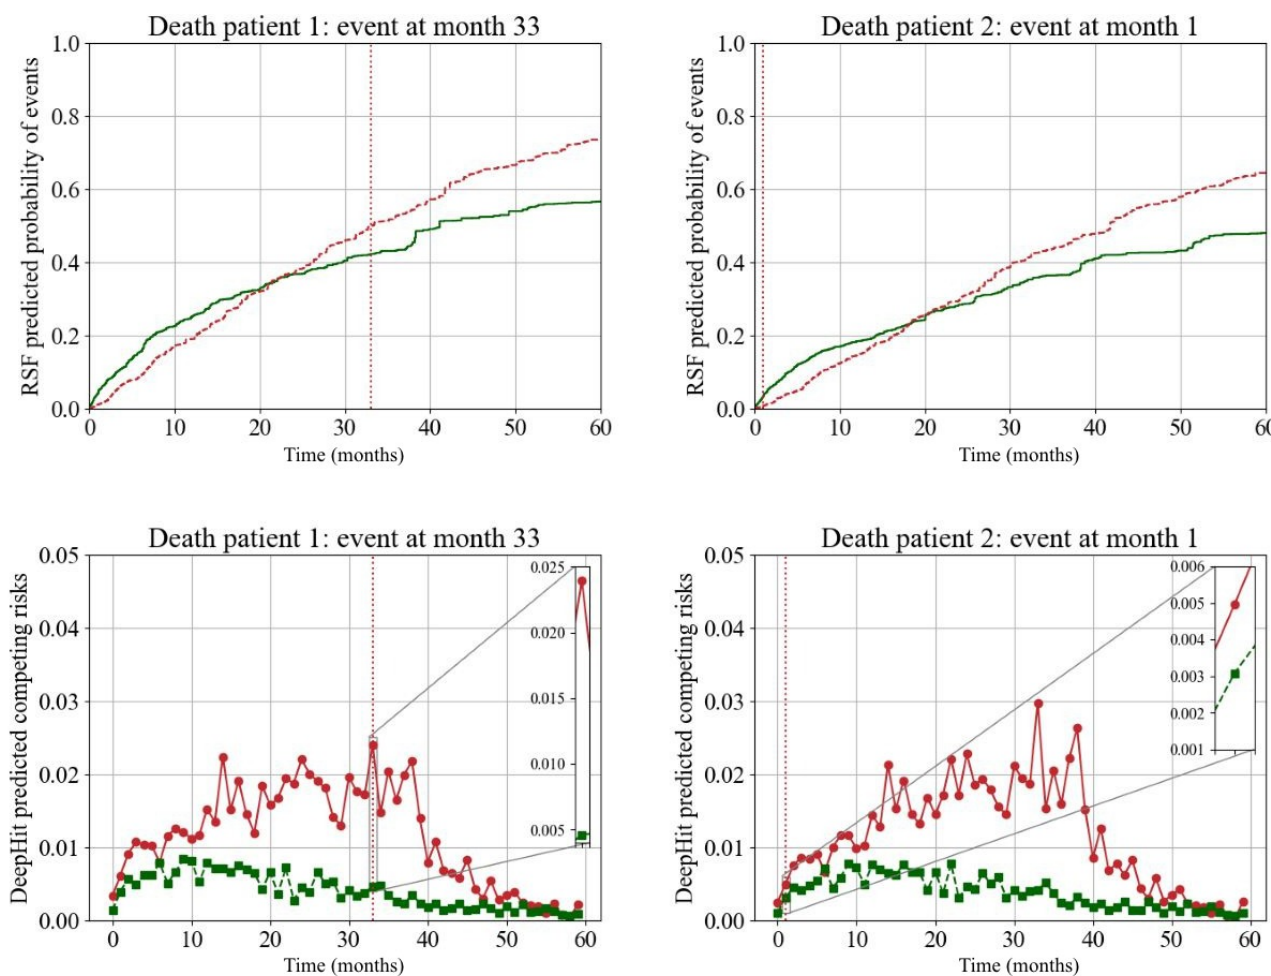 Death patient 1: event at month 33
RSF predicted probability of events
1.0
0.8
0.6
0.4
0.2
0.0
0 10 20 30 40 50 60
Time (months)
Death patient 2: event at month 1
RSF predicted probability of events
1.0
0.8
0.6
0.4
0.2
0.0
0 10 20 30 40 50 60
Time (months)
Death patient 1: event at month 33
DeepHit predicted competing risks
0.05
0.04
0.03
0.02
0.01
0.00
0.025
0.020
0.015
0.010
0.005
0 10 20 30 40 50 60
Time (months)
Death patient 2: event at month 1
DeepHit predicted competing risks
0.05
0.04
0.03
0.02
0.01
0.00
0.006
0.005
0.004
0.003
0.002
0.001
0 10 20 30 40 50 60
Time (months)